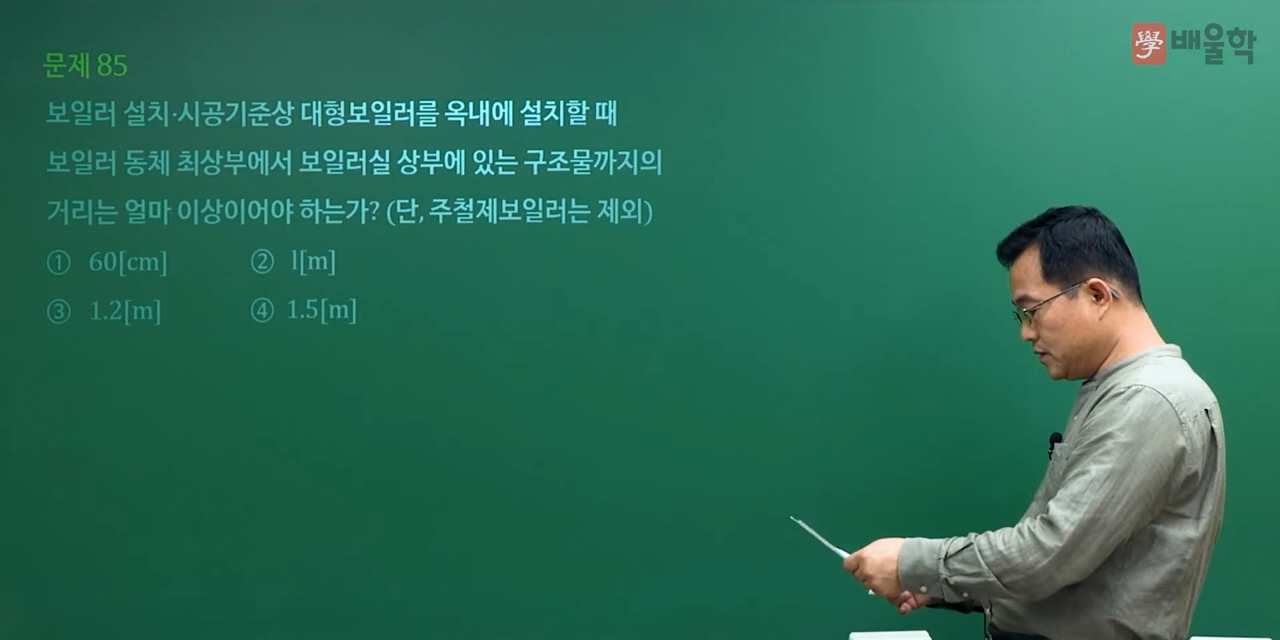 學 배울학
문제 85
보일러 설치·시공기준상 대형보일러를 옥내에 설치할 때
보일러 동체 최상부에서 보일러실 상부에 있는 구조물까지의
거리는 얼마 이상이어야 하는가? (단, 주철제보일러는 제외)
① 60[cm] ② l[m]
③ 1.2[m] ④ 1.5[m]